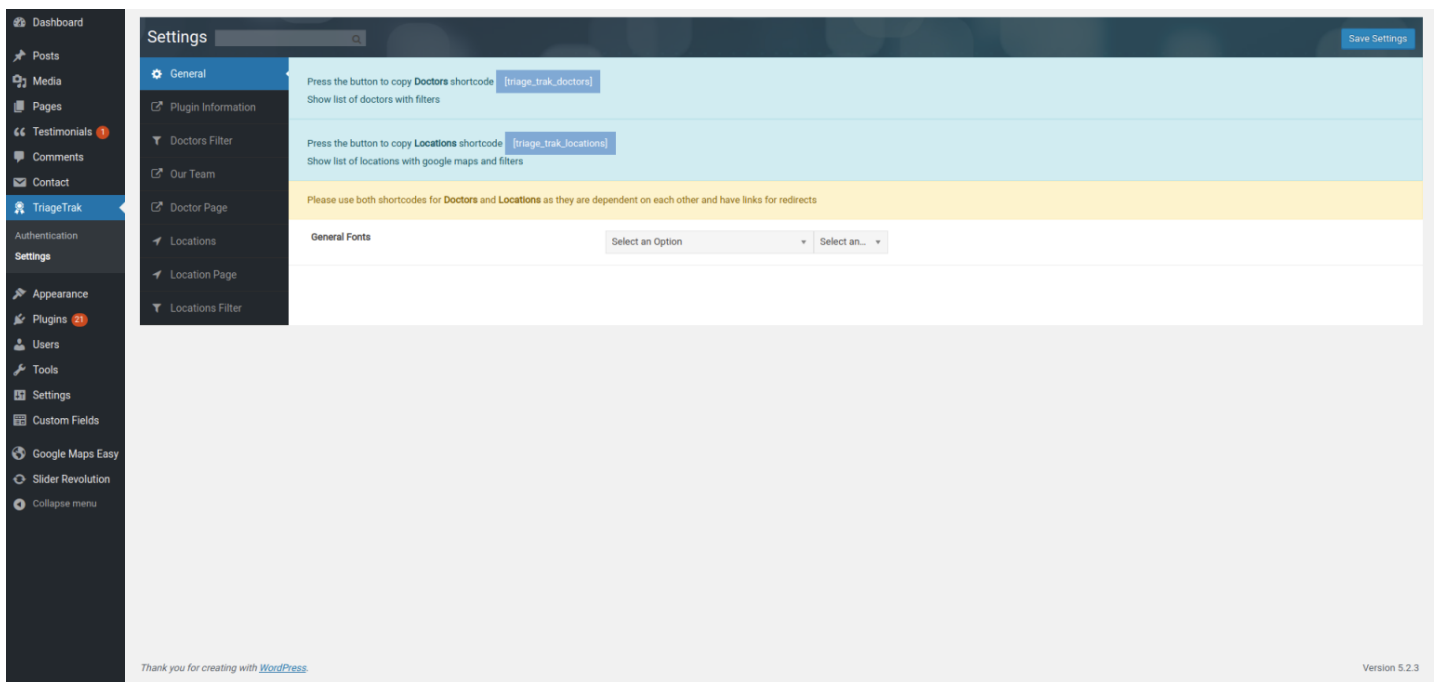 Dashboard
Posts
Media
Pages
Testimonials 1
Comments
Contact
TriageTrak
Authentication
Settings
Appearance
Plugins 21
Users
Tools
Settings
Custom Fields
Google Maps Easy
Slider Revolution
Collapse menu
Settings
Save Settings
General
Plugin Information
Doctors Filter
Our Team
Doctor Page
Locations
Location Page
Locations Filter
Press the button to copy Doctors shortcode [triage_trak_doctors]
Show list of doctors with filters
Press the button to copy Locations shortcode [triage_trak_locations]
Show list of locations with google maps and filters
Please use both shortcodes for Doctors and Locations as they are dependent on each other and have links for redirects
General Fonts Select an Option Select an...
Thank you for creating with WordPress. Version 5.2.3